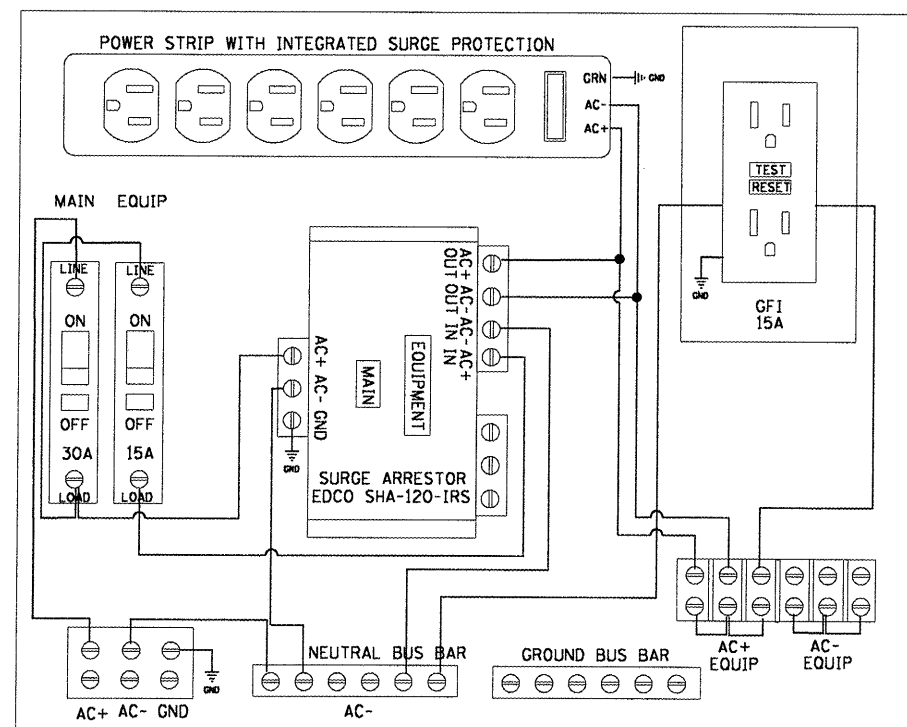 POWER STRIP WITH INTEGRATED SURGE PROTECTION
GRN
GND
AC-
AC+
TEST
RESET
GND
GFI
15A
MAIN
EQUIP
LINE
LINE
ON
ON
OFF
OFF
30A
15A
LOAD
LOAD
AC+ AC- GND
GND
MAIN
EQUIPMENT
AC+ AC- AC- AC+
OUT OUT IN IN
SURGE ARRESTOR
EDCO SHA-120-IRS
GND
AC+ AC- GND
NEUTRAL BUS BAR
AC-
GROUND BUS BAR
AC+
EQUIP
AC-
EQUIP